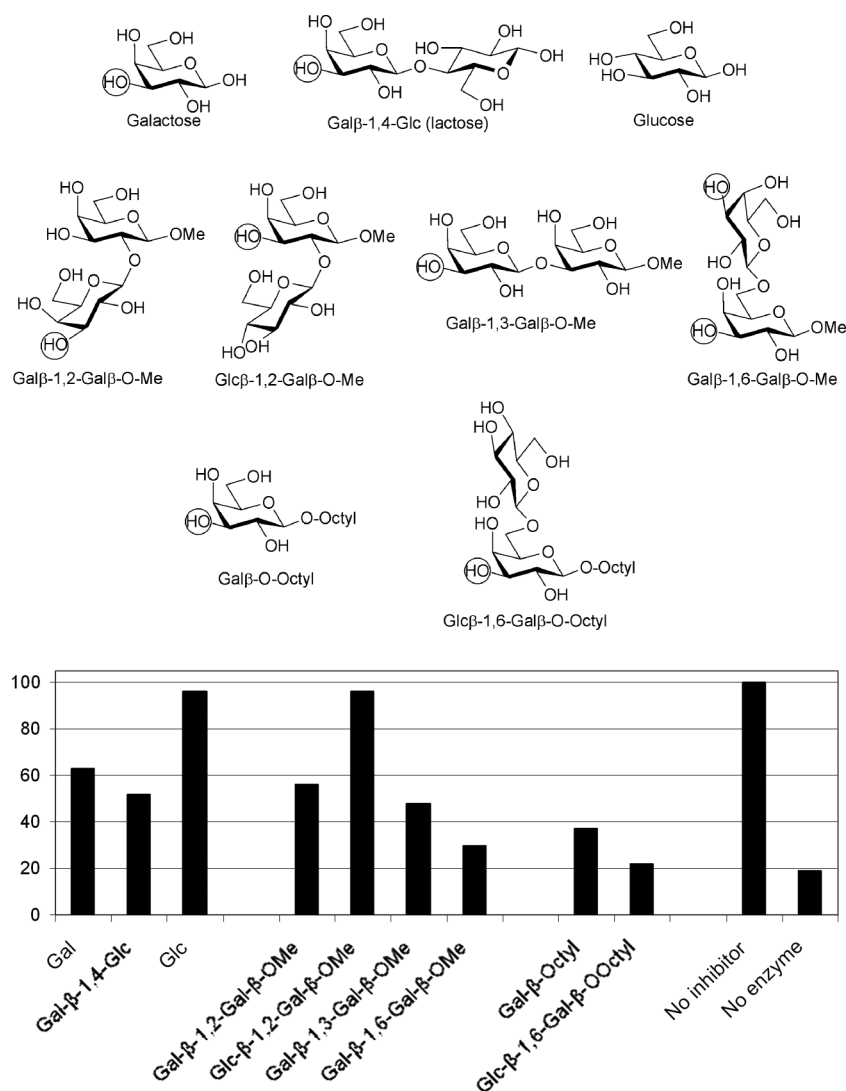 HO OH
O
HO OH
OH
Galactose
HO OH
O
HO O
OH
HO OH
OH
O
OH
Galβ-1,4-Glc (lactose)
OH
HO O
HO OH
OH
Glucose
HO OH
O
HO OMe
O
OH
O
HO OH
HO
Galβ-1,2-Galβ-O-Me
HO OH
O
HO OMe
O
HO
O
OH
HO
HO
Glcβ-1,2-Galβ-O-Me
HO OH HO OH
O O
HO O OMe
OH OH
Galβ-1,3-Galβ-O-Me
HO OH
OH
O
HO O
HO O
HO OMe
OH
Galβ-1,6-Galβ-O-Me
HO OH
O
HO O-Octyl
OH
Galβ-O-Octyl
HO
HO
HO
OH
O
HO
O
HO O
HO O-Octyl
OH
Glcβ-1,6-Galβ-O-Octyl
100
80
60
40
20
0
Gal
Gal-β-1,4-Glc
Glc
Gal-β-1,2-Gal-β-OMe
Glc-β-1,2-Gal-β-OMe
Gal-β-1,3-Gal-β-OMe
Gal-β-1,6-Gal-β-OMe
Gal-β-Octyl
Glc-β-1,6-Gal-β-OOctyl
No inhibitor
No enzyme